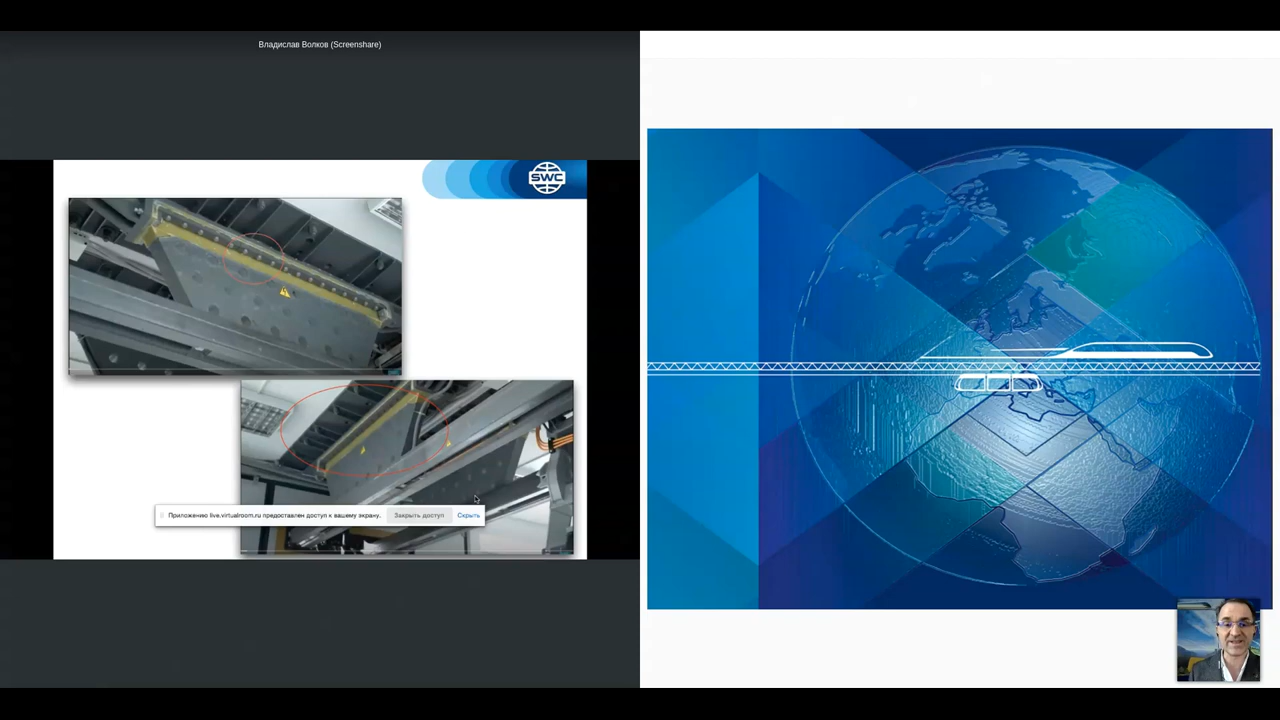 Владислав Волков (Screenshare)
SWC
Приложению live.virtualroom.ru предоставлен доступ к вашему экрану.
Закрыть доступ
Скрыть